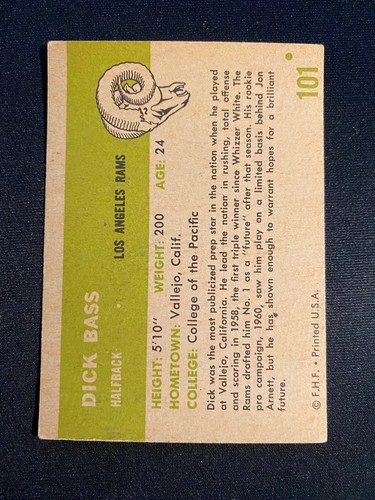 DICK BASS
HALFBACK
LOS ANGELES RAMS
101
HEIGHT: 5'10" WEIGHT: 200 AGE: 24
HOMETOWN: Vallejo, Calif.
COLLEGE: College of the Pacific
Dick was the most publicized prep star in the nation when he played
at Vallejo, California. He lead the nation in rushing, total offense
and scoring in 1958, the first triple winner since Whizzer White. The
Rams drafted him No. 1 as a "future" after that season. His rookie
pro campaign, 1960, saw him play on a limited basis behind Jon
Arnett, but he has shown enough to warrant hopes for a brilliant
future.
© F.H.F. • Printed U.S.A.